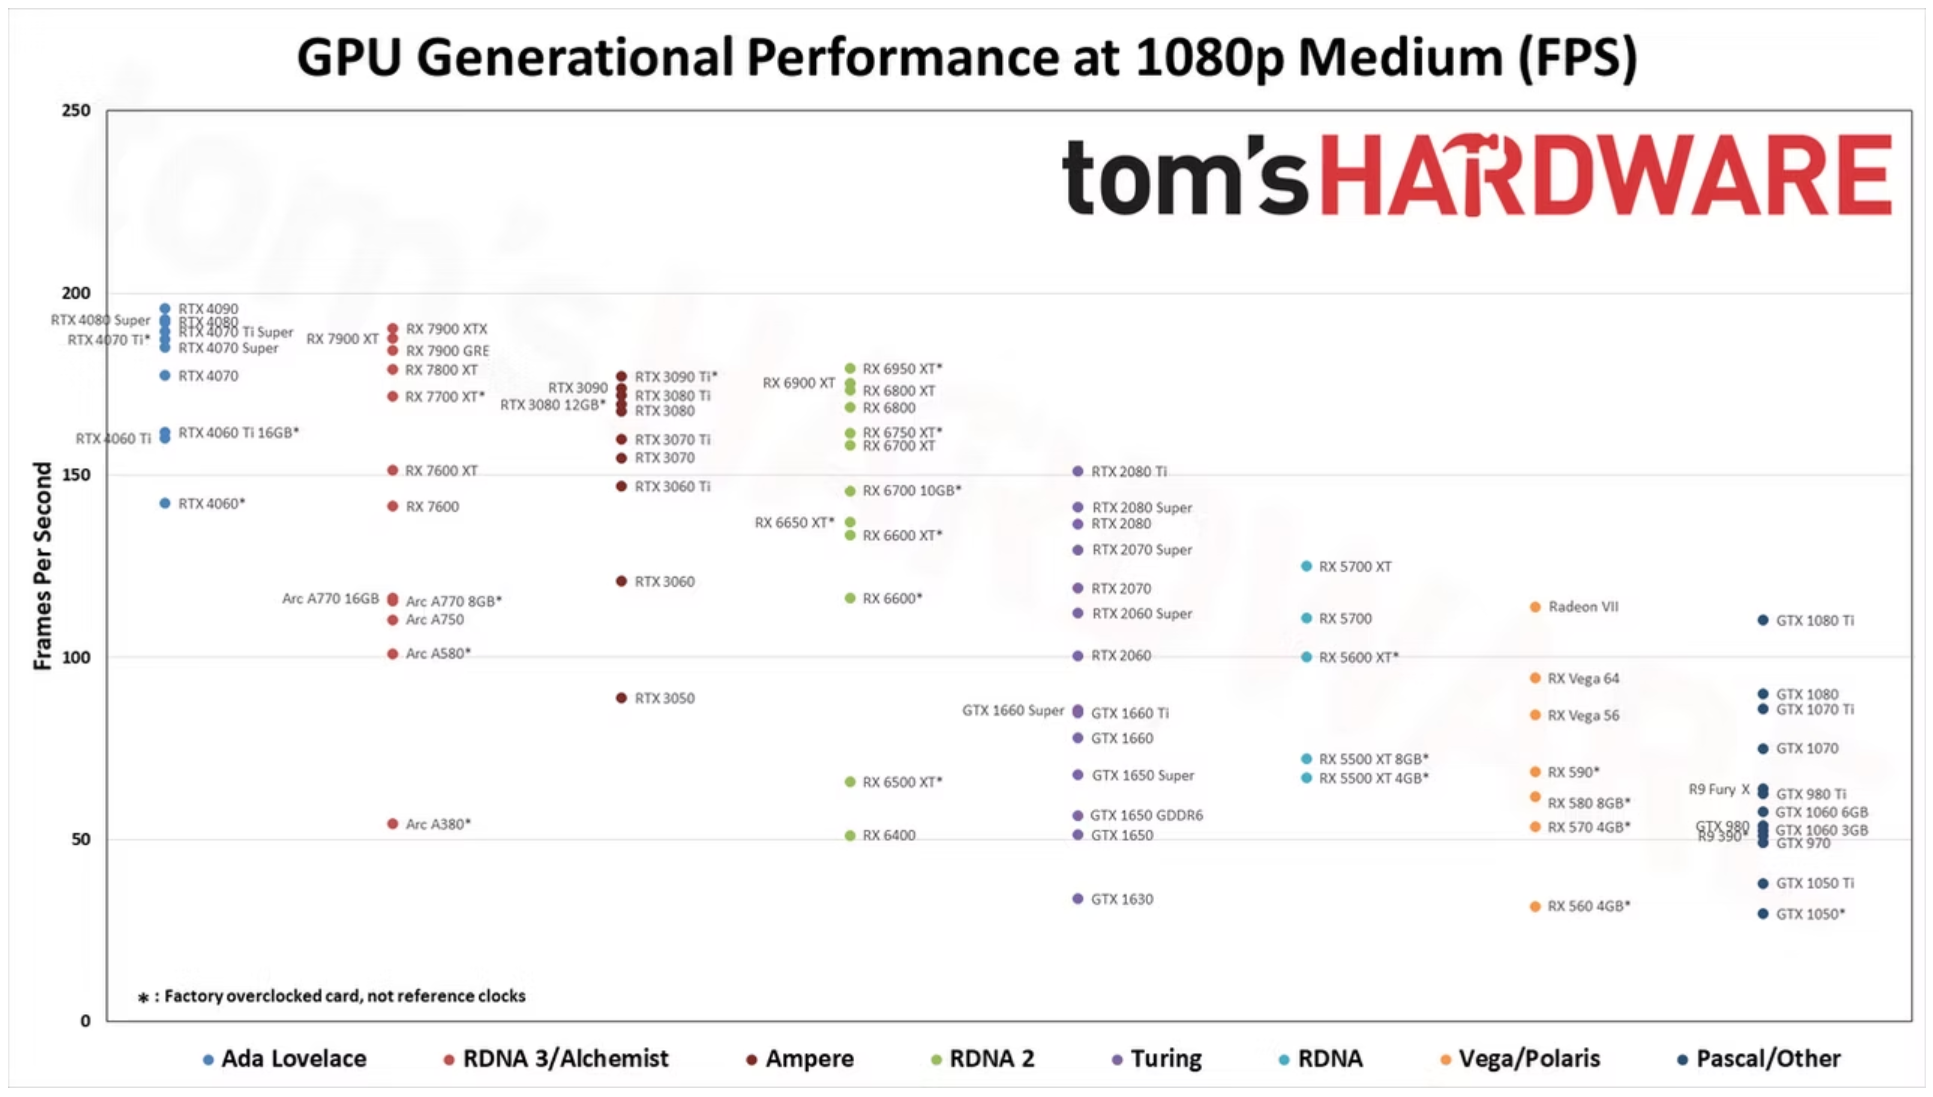 GPU Generational Performance at 1080p Medium (FPS)
tom'sHARDWARE
Frames Per Second
250
200
150
100
50
0
RTX 4090
RTX 4080 Super
RTX 4080
RTX 4070 Ti Super
RTX 4070 Ti*
RTX 4070 Super
RTX 4070
RTX 4060 Ti 16GB*
RTX 4060 Ti
RTX 4060*
RX 7900 XTX
RX 7900 XT
RX 7900 GRE
RX 7800 XT
RX 7700 XT*
RX 7600 XT
RX 7600
Arc A770 16GB
Arc A770 8GB*
Arc A750
Arc A580*
Arc A380*
RTX 3090 Ti*
RTX 3090
RTX 3080 Ti
RTX 3080 12GB*
RTX 3080
RTX 3070 Ti
RTX 3070
RTX 3060 Ti
RTX 3060
RTX 3050
RX 6950 XT*
RX 6900 XT
RX 6800 XT
RX 6800
RX 6750 XT*
RX 6700 XT
RX 6700 10GB*
RX 6650 XT*
RX 6600 XT*
RX 6600*
RX 6500 XT*
RX 6400
RTX 2080 Ti
RTX 2080 Super
RTX 2080
RTX 2070 Super
RTX 2070
RTX 2060 Super
RTX 2060
GTX 1660 Super
GTX 1660 Ti
GTX 1660
GTX 1650 Super
GTX 1650 GDDR6
GTX 1650
GTX 1630
RX 5700 XT
RX 5700
RX 5600 XT*
RX 5500 XT 8GB*
RX 5500 XT 4GB*
Radeon VII
RX Vega 64
RX Vega 56
RX 590*
RX 580 8GB*
RX 570 4GB*
RX 560 4GB*
GTX 1080 Ti
GTX 1080
GTX 1070 Ti
GTX 1070
R9 Fury X
GTX 980 Ti
GTX 1060 6GB
GTX 980
GTX 1060 3GB
R9 390*
GTX 970
GTX 1050 Ti
GTX 1050*
* : Factory overclocked card, not reference clocks
Ada Lovelace
RDNA 3/Alchemist
Ampere
RDNA 2
Turing
RDNA
Vega/Polaris
Pascal/Other